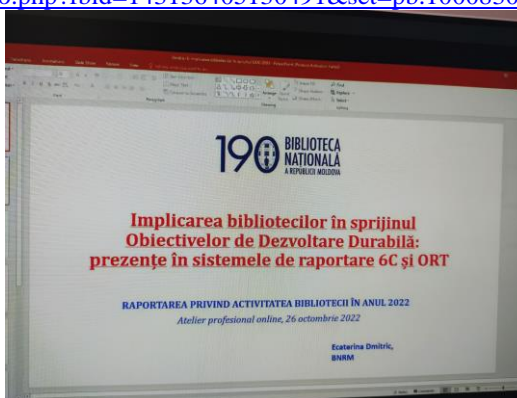 190 BIBLIOTECA
NAȚIONALĂ
A REPUBLICII MOLDOVA
Implicarea bibliotecilor în sprijinul
Obiectivelor de Dezvoltare Durabilă:
prezențe în sistemele de raportare 6C și ORT
RAPORTAREA PRIVIND ACTIVITATEA BIBLIOTECII ÎN ANUL 2022
Atelier profesional online, 26 octombrie 2022
Ecaterina Dmitric,
BNRM